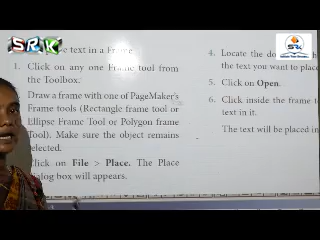 SRK
SRK
text in a Frame
1. Click on any one Frame tool from
the Toolbox.
Draw a frame with one of PageMaker's
Frame tools (Rectangle frame tool or
Ellipse Frame Tool or Polygon frame
Tool). Make sure the object remains
selected.
Click on File > Place. The Place
dialog box will appears.
4. Locate the
the text you want to place
5. Click on Open.
6. Click inside the frame
text in it.
The text will be placed in